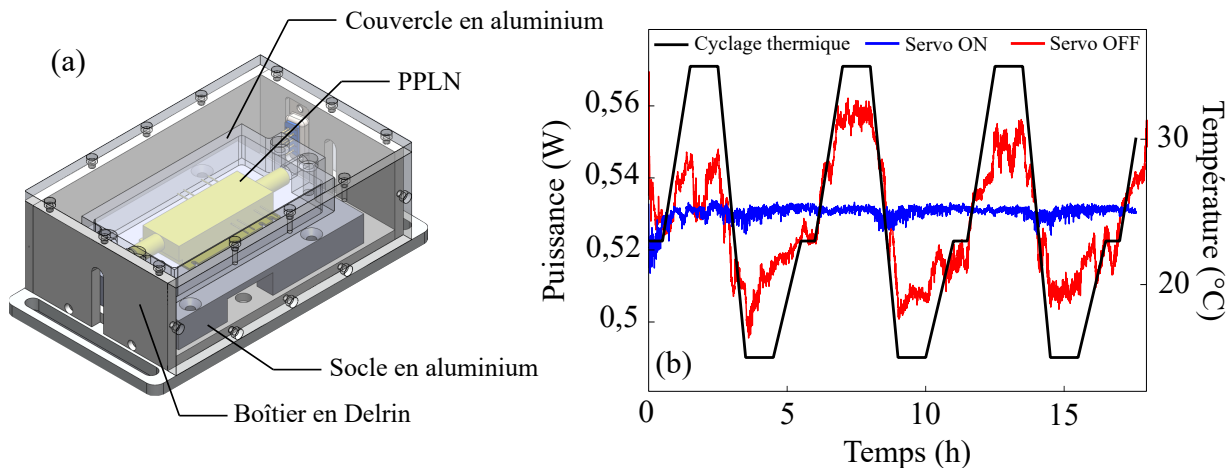 (a)
Couvercle en aluminium
PPLN
Socle en aluminium
Boîtier en Delrin
(b)
Cyclage thermique
Servo ON
Servo OFF
Puissance (W)
0,56
0,54
0,52
0,5
Température (°C)
30
20
0
5
10
15
Temps (h)